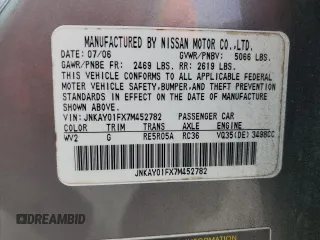 MANUFACTURED BY NISSAN MOTOR CO.,LTD.
DATE: 07/06 GVWR/PNBV: 5066 LBS.
GAWR/PNBE FR: 2469 LBS. RR: 2619 LBS.
THIS VEHICLE CONFORMS TO ALL APPLICABLE FEDERAL
MOTOR VEHICLE SAFETY, BUMPER, AND THEFT PREVENTION
STANDARDS IN EFFECT ON THE DATE OF MANUFACTURE
SHOWN ABOVE.
VIN: JNKAY01FX7M452782 PASSENGER CAR
COLOR: TRIM: TRANS: AXLE: ENGINE:
WV2 G RE5R05A RC36 VQ35(DE) 3498CC
JNKAY01FX7M452782
DREAMBID
INFORMATION